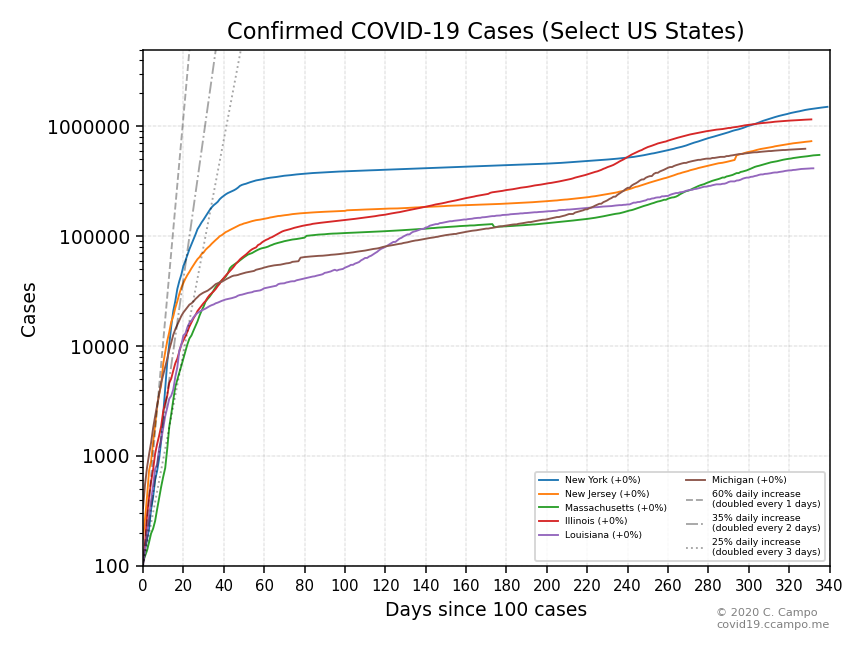 Confirmed COVID-19 Cases (Select US States)
Cases
1000000
100000
10000
1000
100
0 20 40 60 80 100 120 140 160 180 200 220 240 260 280 300 320 340
Days since 100 cases
New York (+0%)
New Jersey (+0%)
Massachusetts (+0%)
Illinois (+0%)
Louisiana (+0%)
Michigan (+0%)
60% daily increase
(doubled every 1 days)
35% daily increase
(doubled every 2 days)
25% daily increase
(doubled every 3 days)
© 2020 C. Campo
covid19.ccampo.me